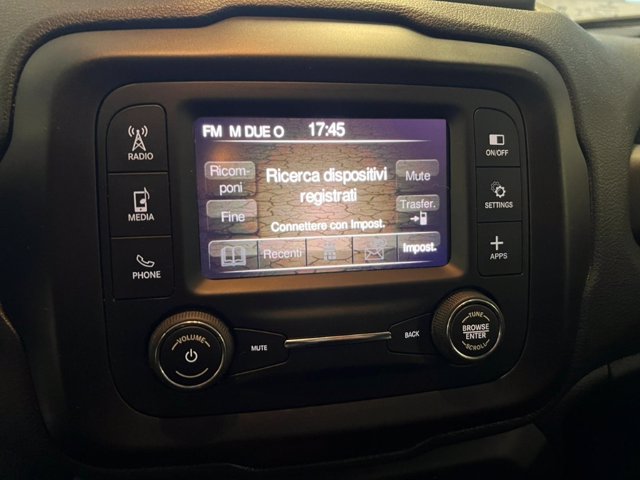 FM M DUE O 17:45
Ricom-
poni
Ricerca dispositivi
registrati
Mute
Fine
Trasfer.
Connettere con Impost.
Recenti
Impost.
RADIO
MEDIA
PHONE
ON/OFF
SETTINGS
APPS
VOLUME
MUTE
BACK
TUNE
BROWSE
ENTER
SCROLL